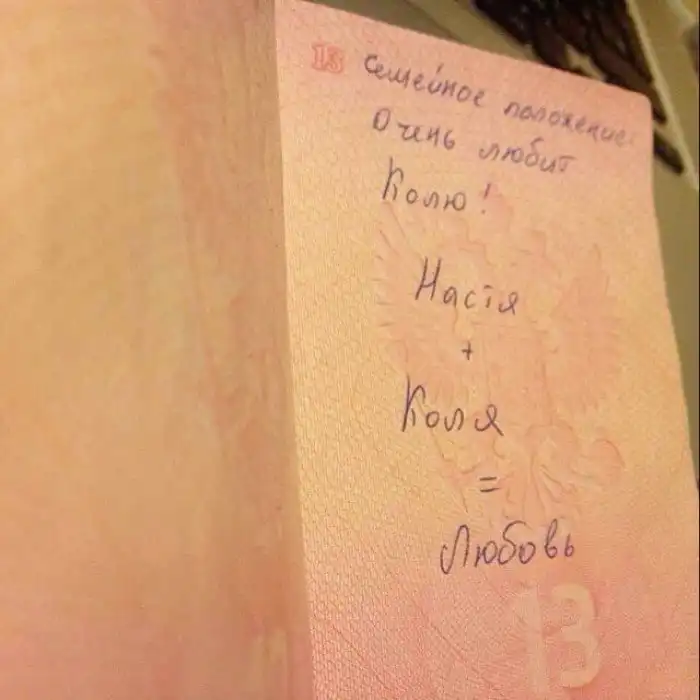 13 Семейное положение:
Очень любит
Колю!
Настя
+
Коля
=
Любовь
13